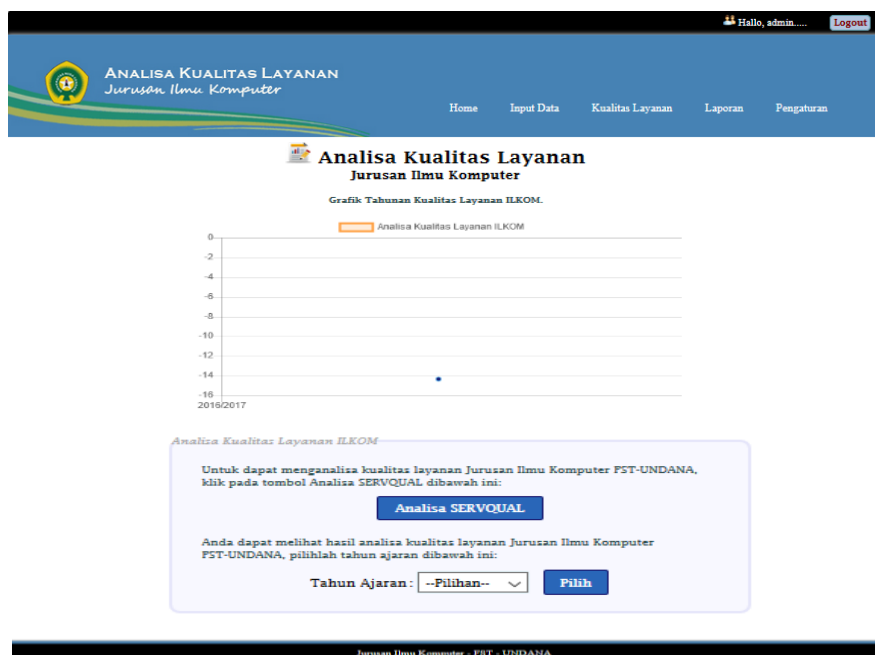 Hallo, admin.....
Logout
Analisa Kualitas Layanan
Jurusan Ilmu Komputer
Home Input Data Kualitas Layanan Laporan Pengaturan
Analisa Kualitas Layanan
Jurusan Ilmu Komputer
Grafik Tahunan Kualitas Layanan ILKOM.
Analisa Kualitas Layanan ILKOM
0
-2
-4
-6
-8
-10
-12
-14
-16
2016/2017
Analisa Kualitas Layanan ILKOM
Untuk dapat menganalisa kualitas layanan Jurusan Ilmu Komputer FST-UNDANA,
klik pada tombol Analisa SERVQUAL dibawah ini:
Analisa SERVQUAL
Anda dapat melihat hasil analisa kualitas layanan Jurusan Ilmu Komputer
FST-UNDANA, pilihlah tahun ajaran dibawah ini:
Tahun Ajaran : --Pilihan-- Pilih
Jurusan Ilmu Komputer - FST - UNDANA